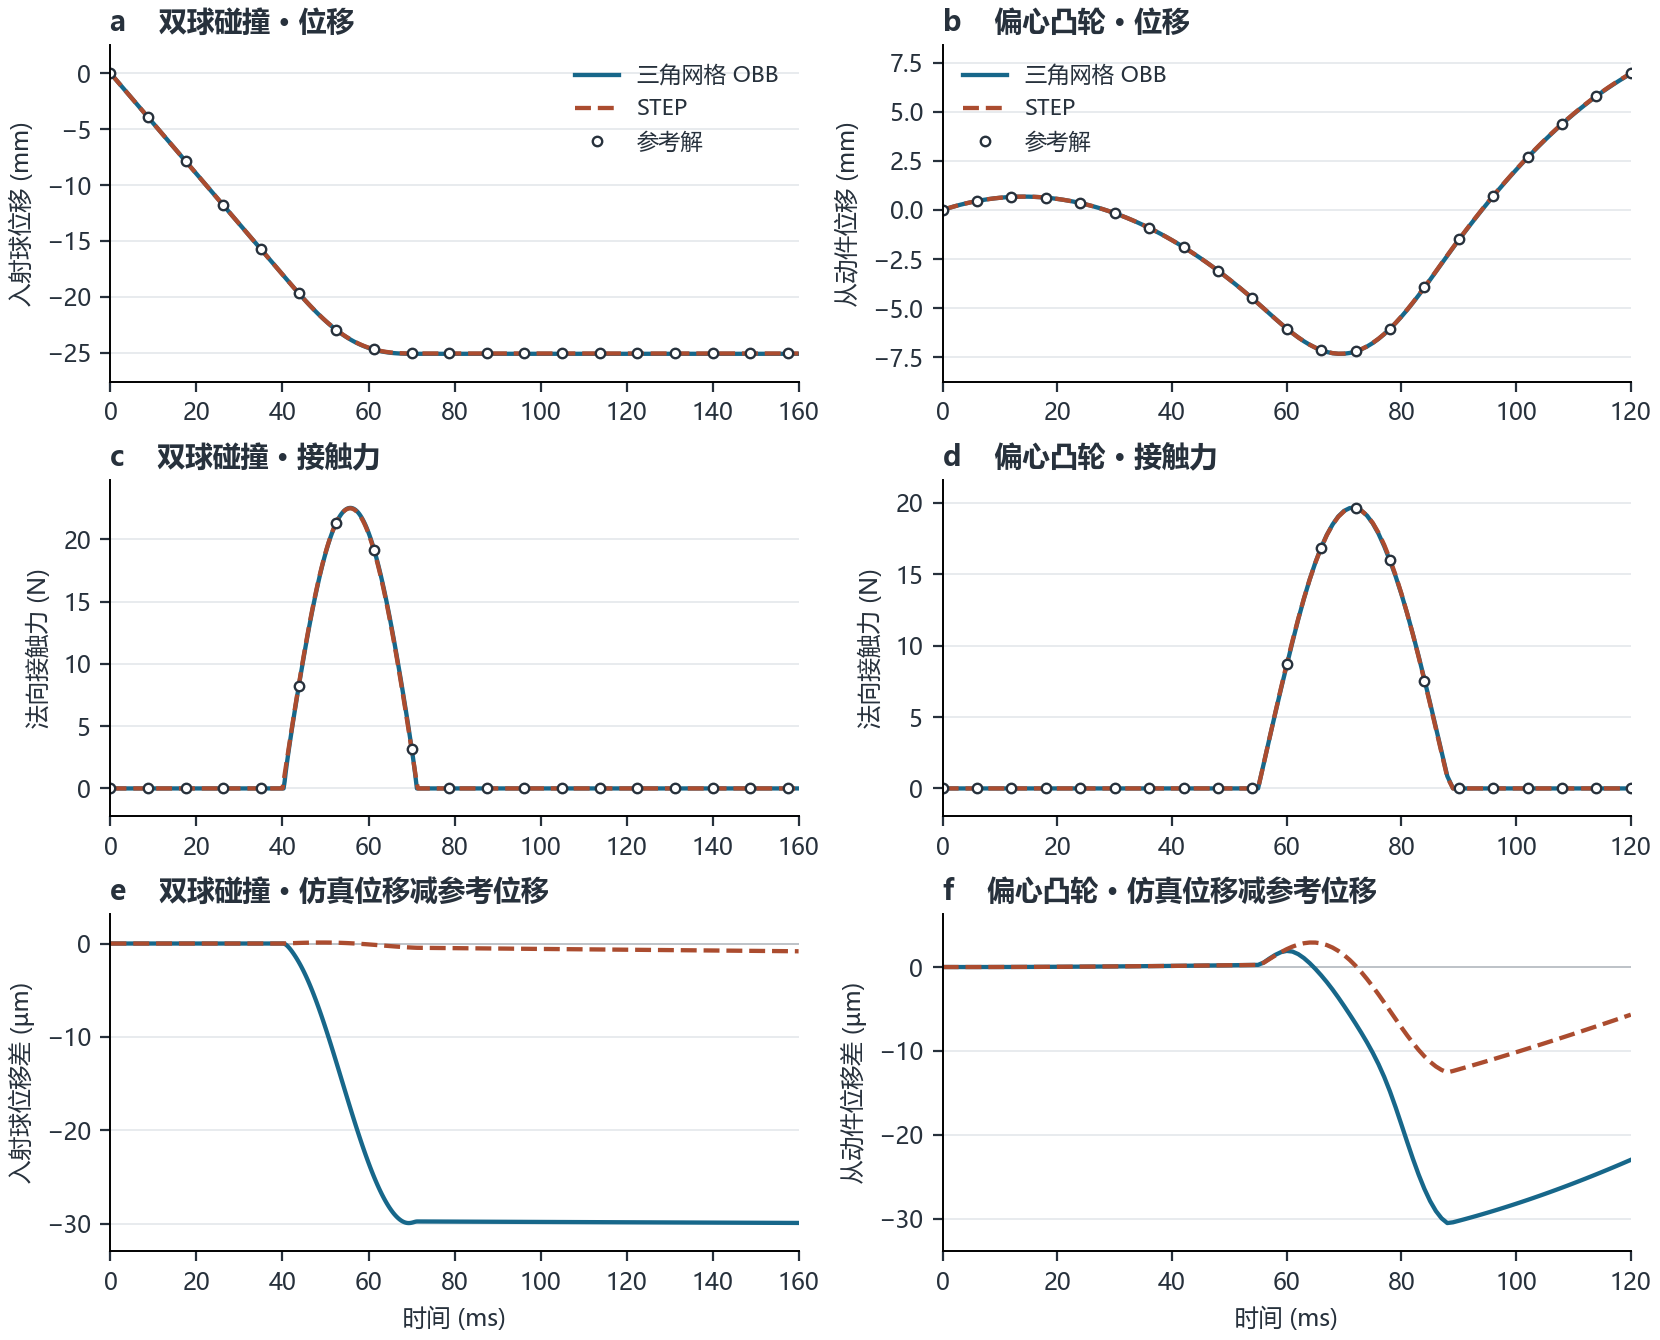 a 双球碰撞 • 位移
0
−5
−10
−15
−20
−25
入射球位移 (mm)
三角网格 OBB
STEP
参考解
0 20 40 60 80 100 120 140 160
b 偏心凸轮 • 位移
7.5
5.0
2.5
0.0
−2.5
−5.0
−7.5
从动件位移 (mm)
三角网格 OBB
STEP
参考解
0 20 40 60 80 100 120
c 双球碰撞 • 接触力
20
15
10
5
0
法向接触力 (N)
0 20 40 60 80 100 120 140 160
d 偏心凸轮 • 接触力
20
15
10
5
0
法向接触力 (N)
0 20 40 60 80 100 120
e 双球碰撞 • 仿真位移减参考位移
0
−10
−20
−30
入射球位移差 (μm)
0 20 40 60 80 100 120 140 160
时间 (ms)
f 偏心凸轮 • 仿真位移减参考位移
0
−10
−20
−30
从动件位移差 (μm)
0 20 40 60 80 100 120
时间 (ms)